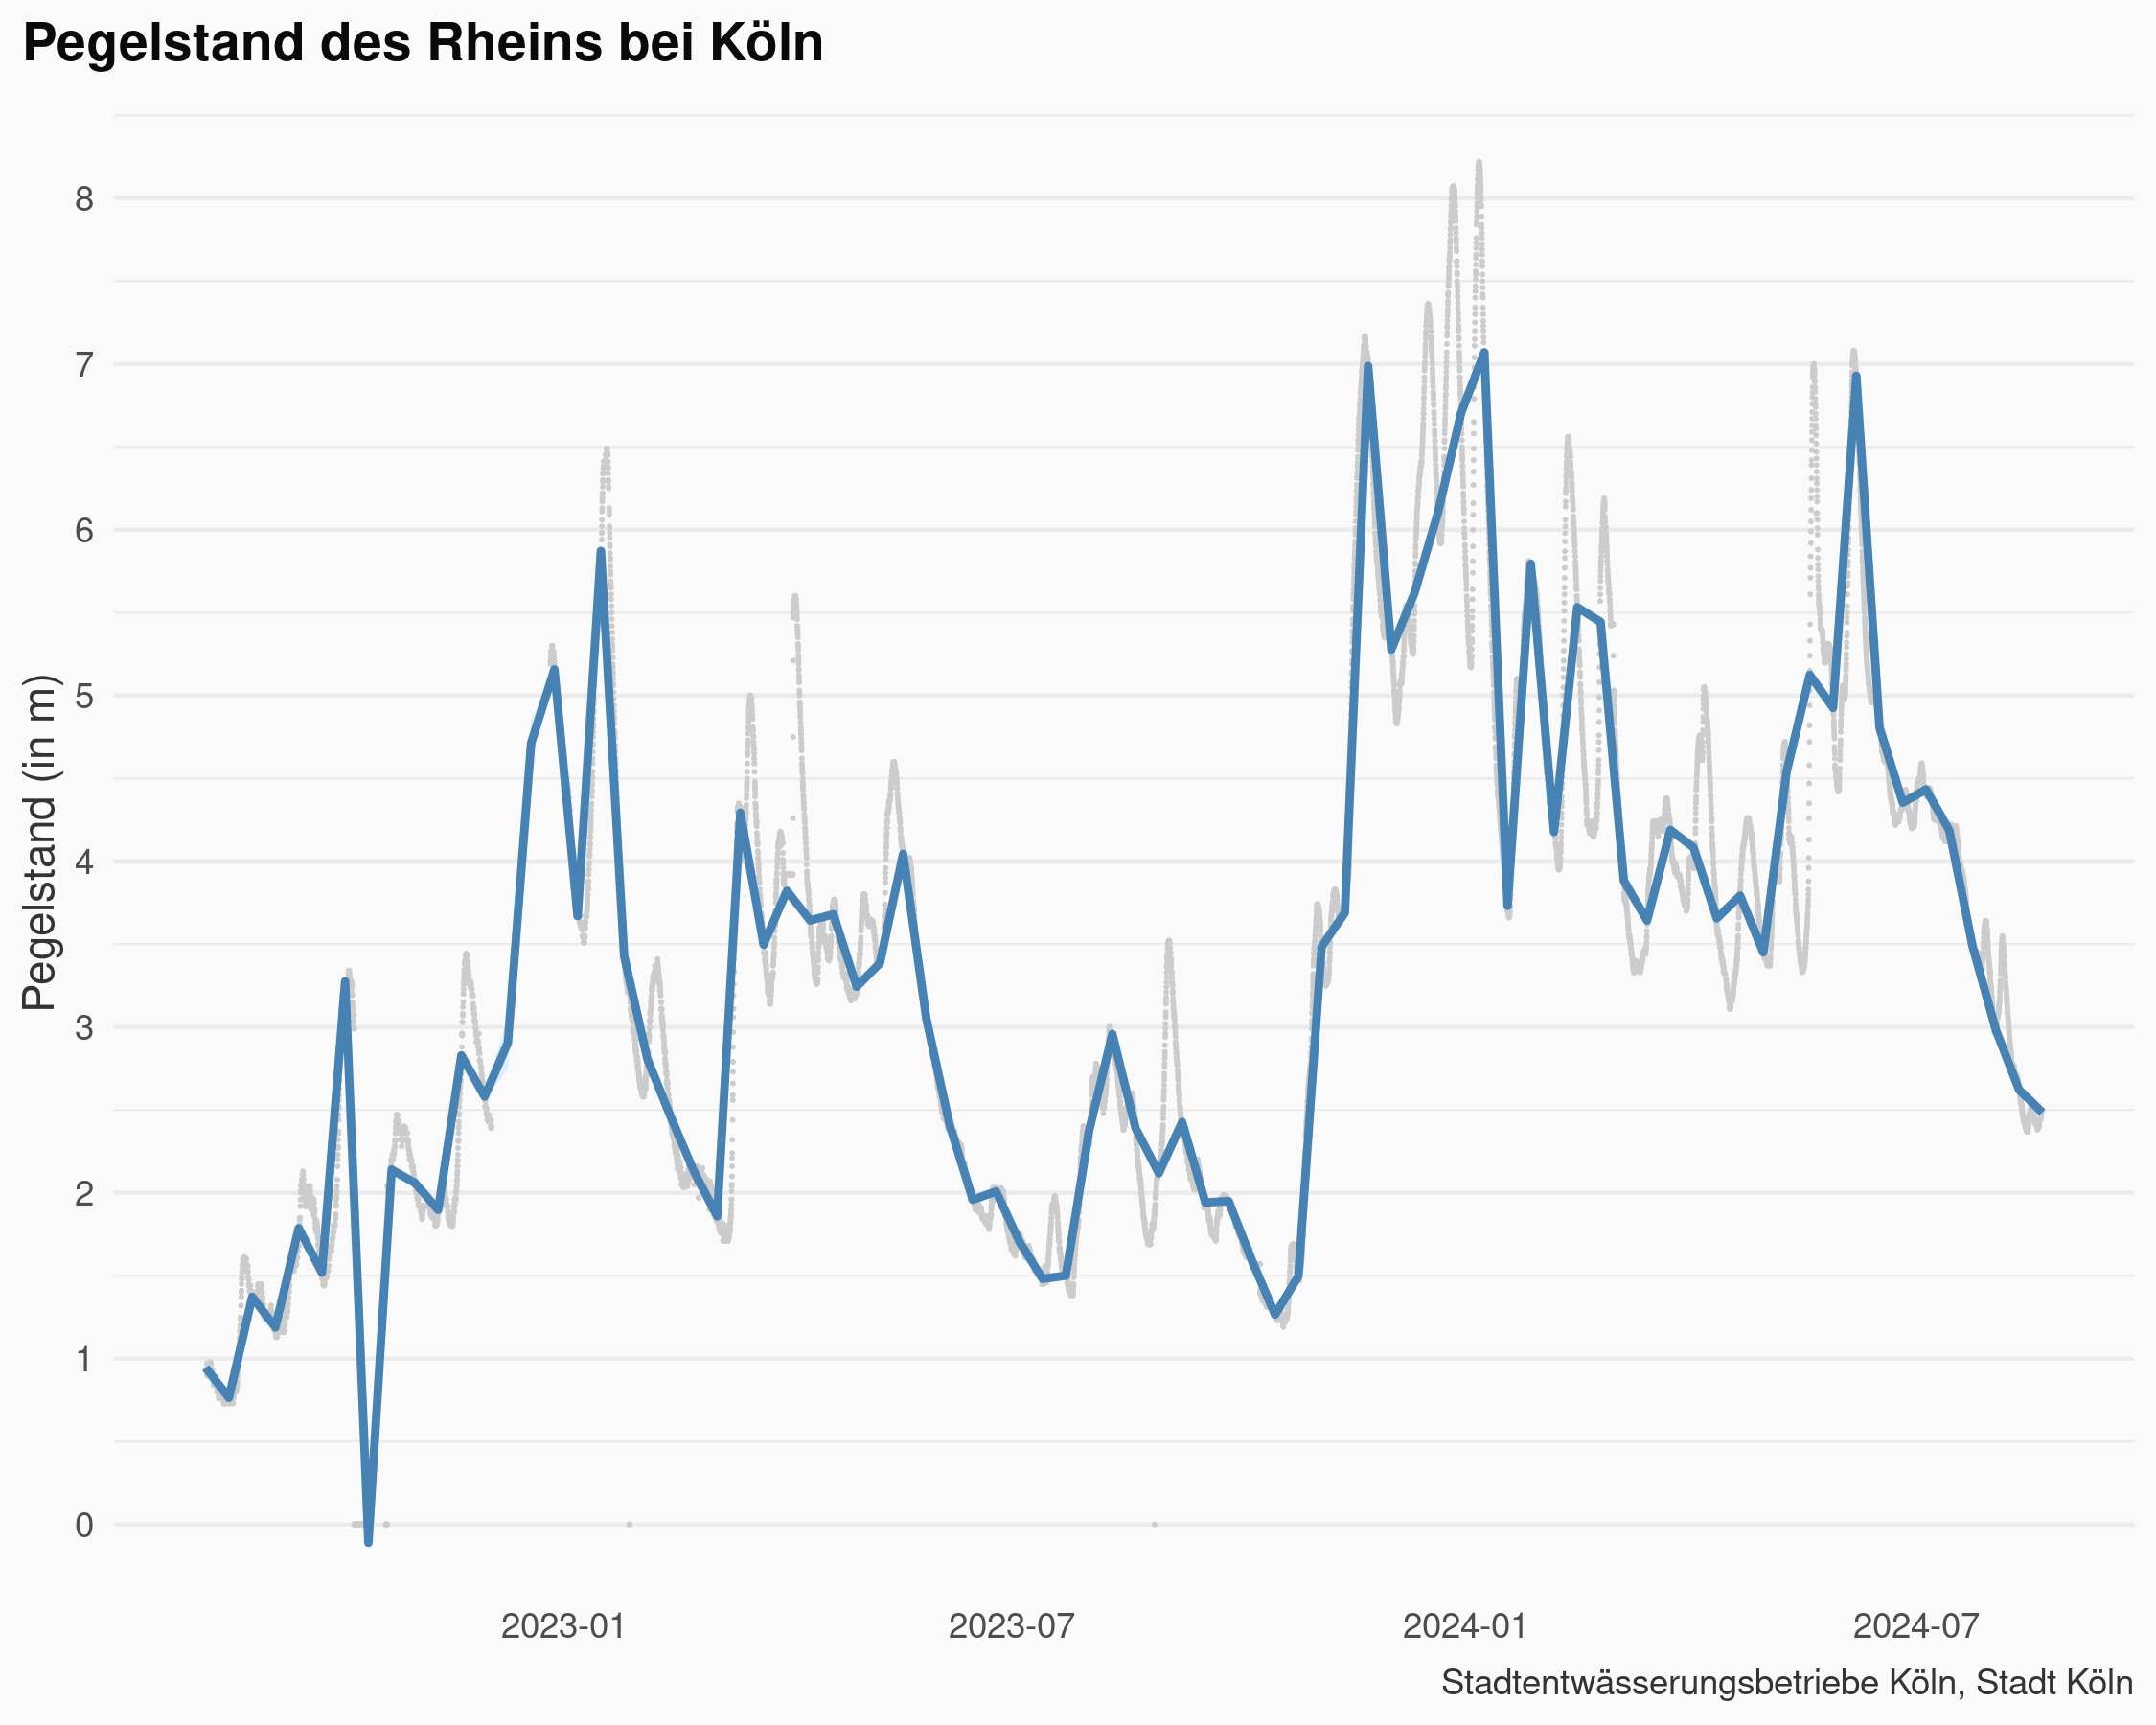 Pegelstand des Rheins bei Köln
Pegelstand (in m)
8
7
6
5
4
3
2
1
0
2023-01 2023-07 2024-01 2024-07
Stadtentwässerungsbetriebe Köln, Stadt Köln